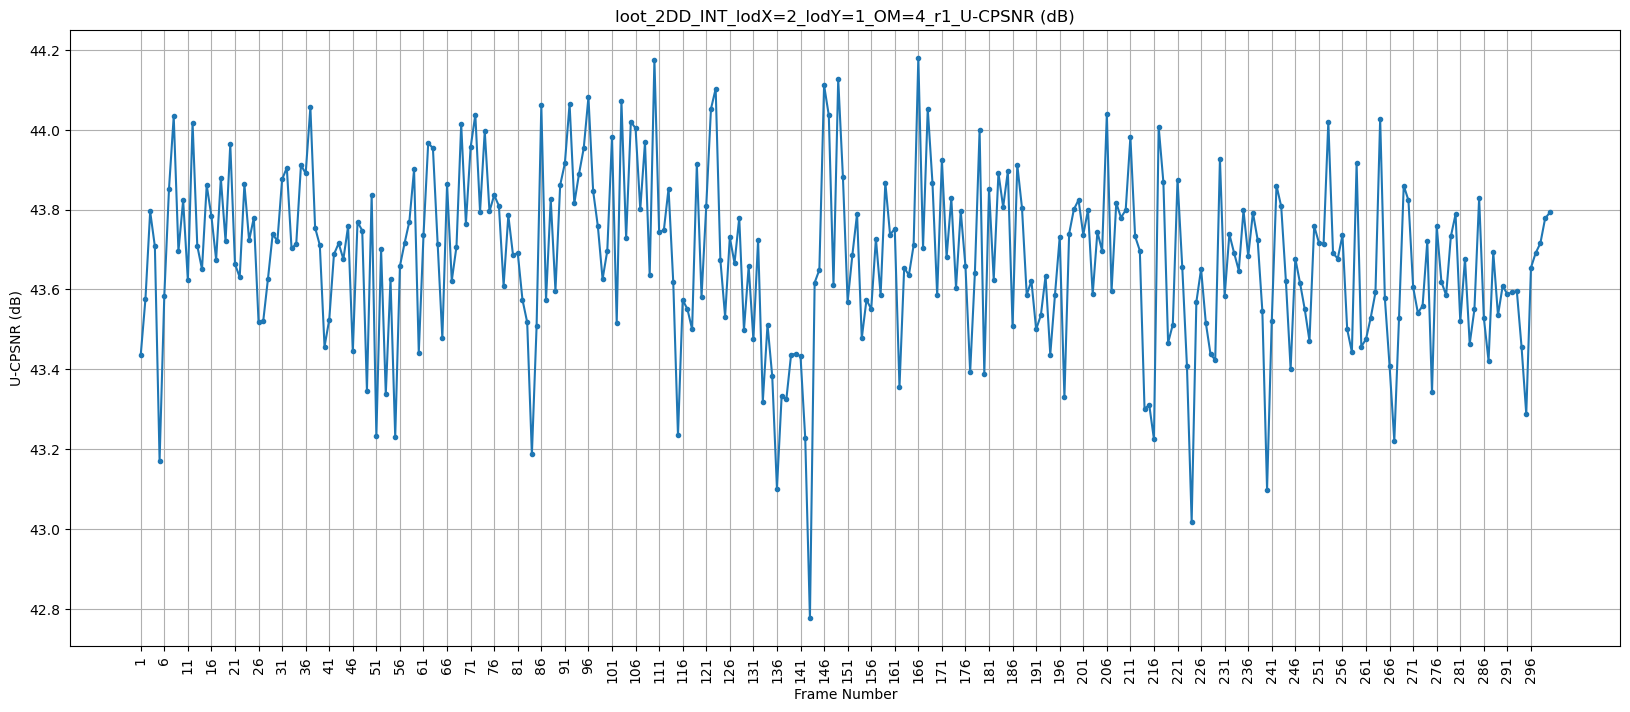 loot_2DD_INT_lodX=2_lodY=1_OM=4_r1_U-CPSNR (dB)
U-CPSNR (dB)
44.2
44.0
43.8
43.6
43.4
43.2
43.0
42.8
1 6 11 16 21 26 31 36 41 46 51 56 61 66 71 76 81 86 91 96 101 106 111 116 121 126 131 136 141 146 151 156 161 166 171 176 181 186 191 196 201 206 211 216 221 226 231 236 241 246 251 256 261 266 271 276 281 286 291 296
Frame Number